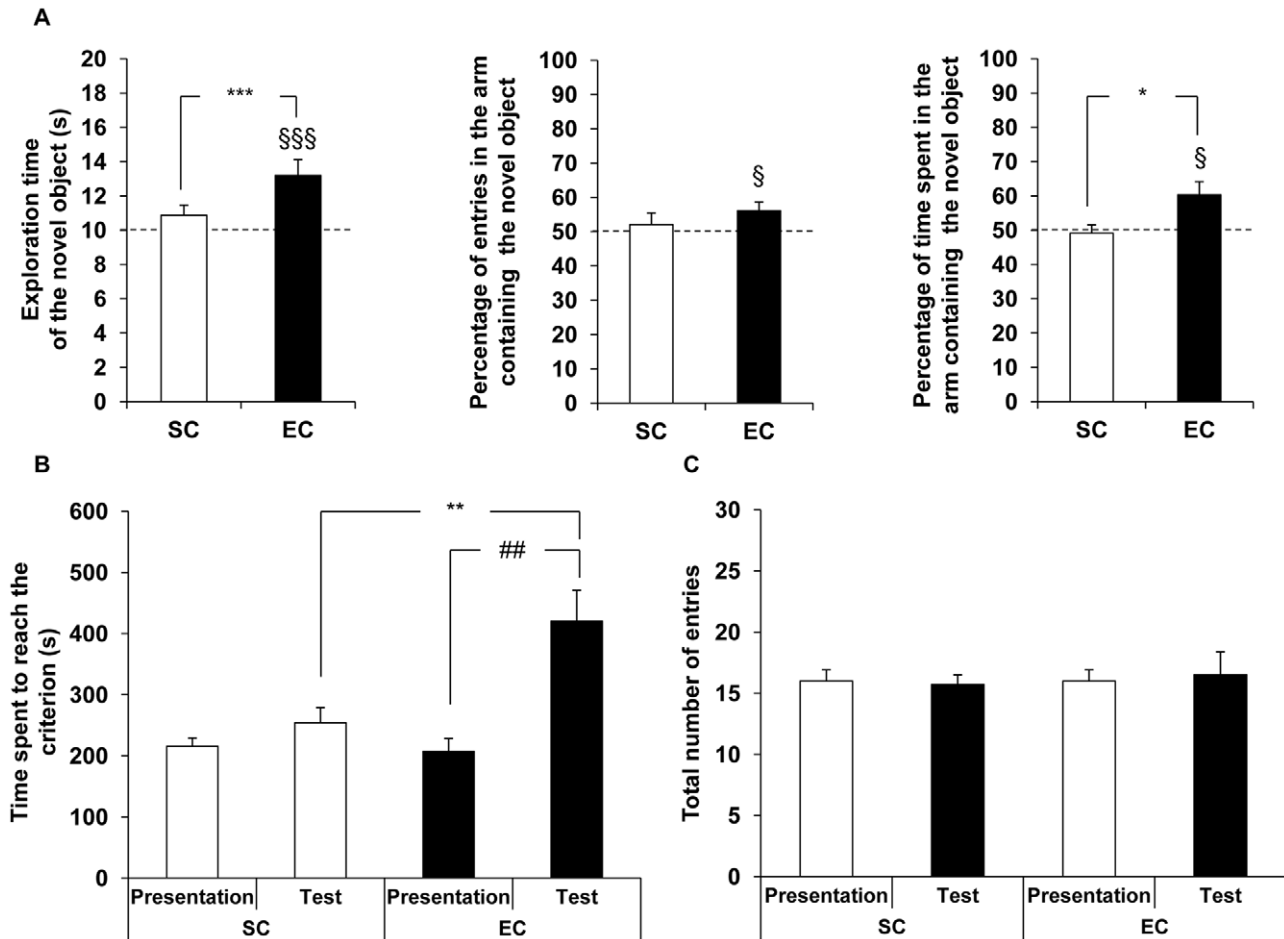 A
Exploration time
of the novel object (s)
20
18
16
14
12
10
8
6
4
2
0
***
§§§
SC
EC
Percentage of entries in the arm
containing the novel object
100
90
80
70
60
50
40
30
20
10
0
§
SC
EC
Percentage of time spent in the
arm containing the novel object
100
90
80
70
60
50
40
30
20
10
0
*
§
SC
EC
B
Time spent to reach the
criterion (s)
600
500
400
300
200
100
0
**
##
Presentation
Test
Presentation
Test
SC
EC
C
Total number of entries
30
25
20
15
10
5
0
Presentation
Test
Presentation
Test
SC
EC